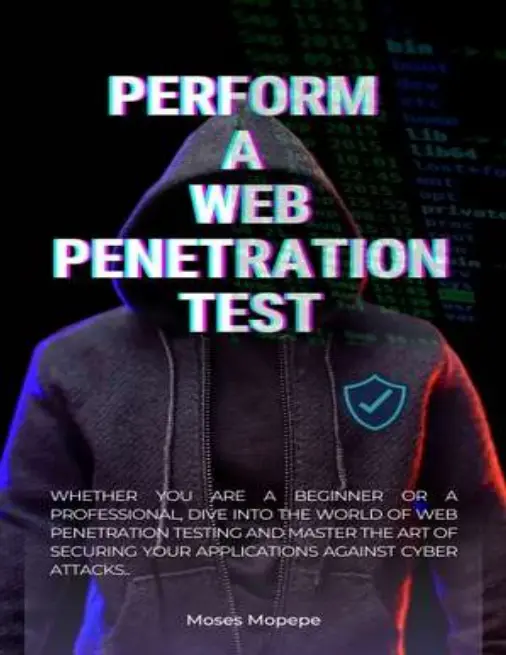 PERFORM
A
WEB
PENETRATION
TEST
WHETHER YOU ARE A BEGINNER OR A
PROFESSIONAL, DIVE INTO THE WORLD OF WEB
PENETRATION TESTING AND MASTER THE ART OF
SECURING YOUR APPLICATIONS AGAINST CYBER
ATTACKS..
Moses Mopepe